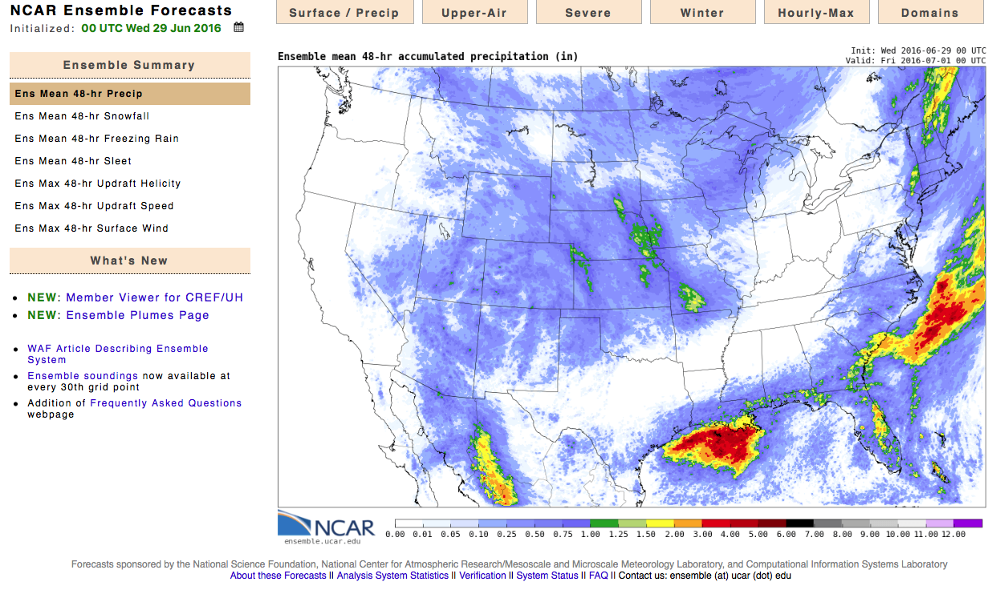 NCAR Ensemble Forecasts
Initialized: 00 UTC Wed 29 Jun 2016
Surface / Precip
Upper-Air
Severe
Winter
Hourly-Max
Domains
Ensemble Summary
Ens Mean 48-hr Precip
Ens Mean 48-hr Snowfall
Ens Mean 48-hr Freezing Rain
Ens Mean 48-hr Sleet
Ens Max 48-hr Updraft Helicity
Ens Max 48-hr Updraft Speed
Ens Max 48-hr Surface Wind
What's New
NEW: Member Viewer for CREF/UH
NEW: Ensemble Plumes Page
WAF Article Describing Ensemble
System
Ensemble soundings now available at
every 30th grid point
Addition of Frequently Asked Questions
webpage
Ensemble mean 48-hr accumulated precipitation (in)
Init: Wed 2016-06-29 00 UTC
Valid: Fri 2016-07-01 00 UTC
NCAR
ensemble.ucar.edu
0.00 0.01 0.05 0.10 0.25 0.50 0.75 1.00 1.25 1.50 2.00 3.00 4.00 5.00 6.00 7.00 8.00 9.00 10.00 11.00 12.00
Forecasts sponsored by the National Science Foundation, National Center for Atmospheric Research/Mesoscale and Microscale Meteorology Laboratory, and Computational Information Systems Laboratory
About these Forecasts II Analysis System Statistics II Verification II System Status II FAQ II Contact us: ensemble (at) ucar (dot) edu